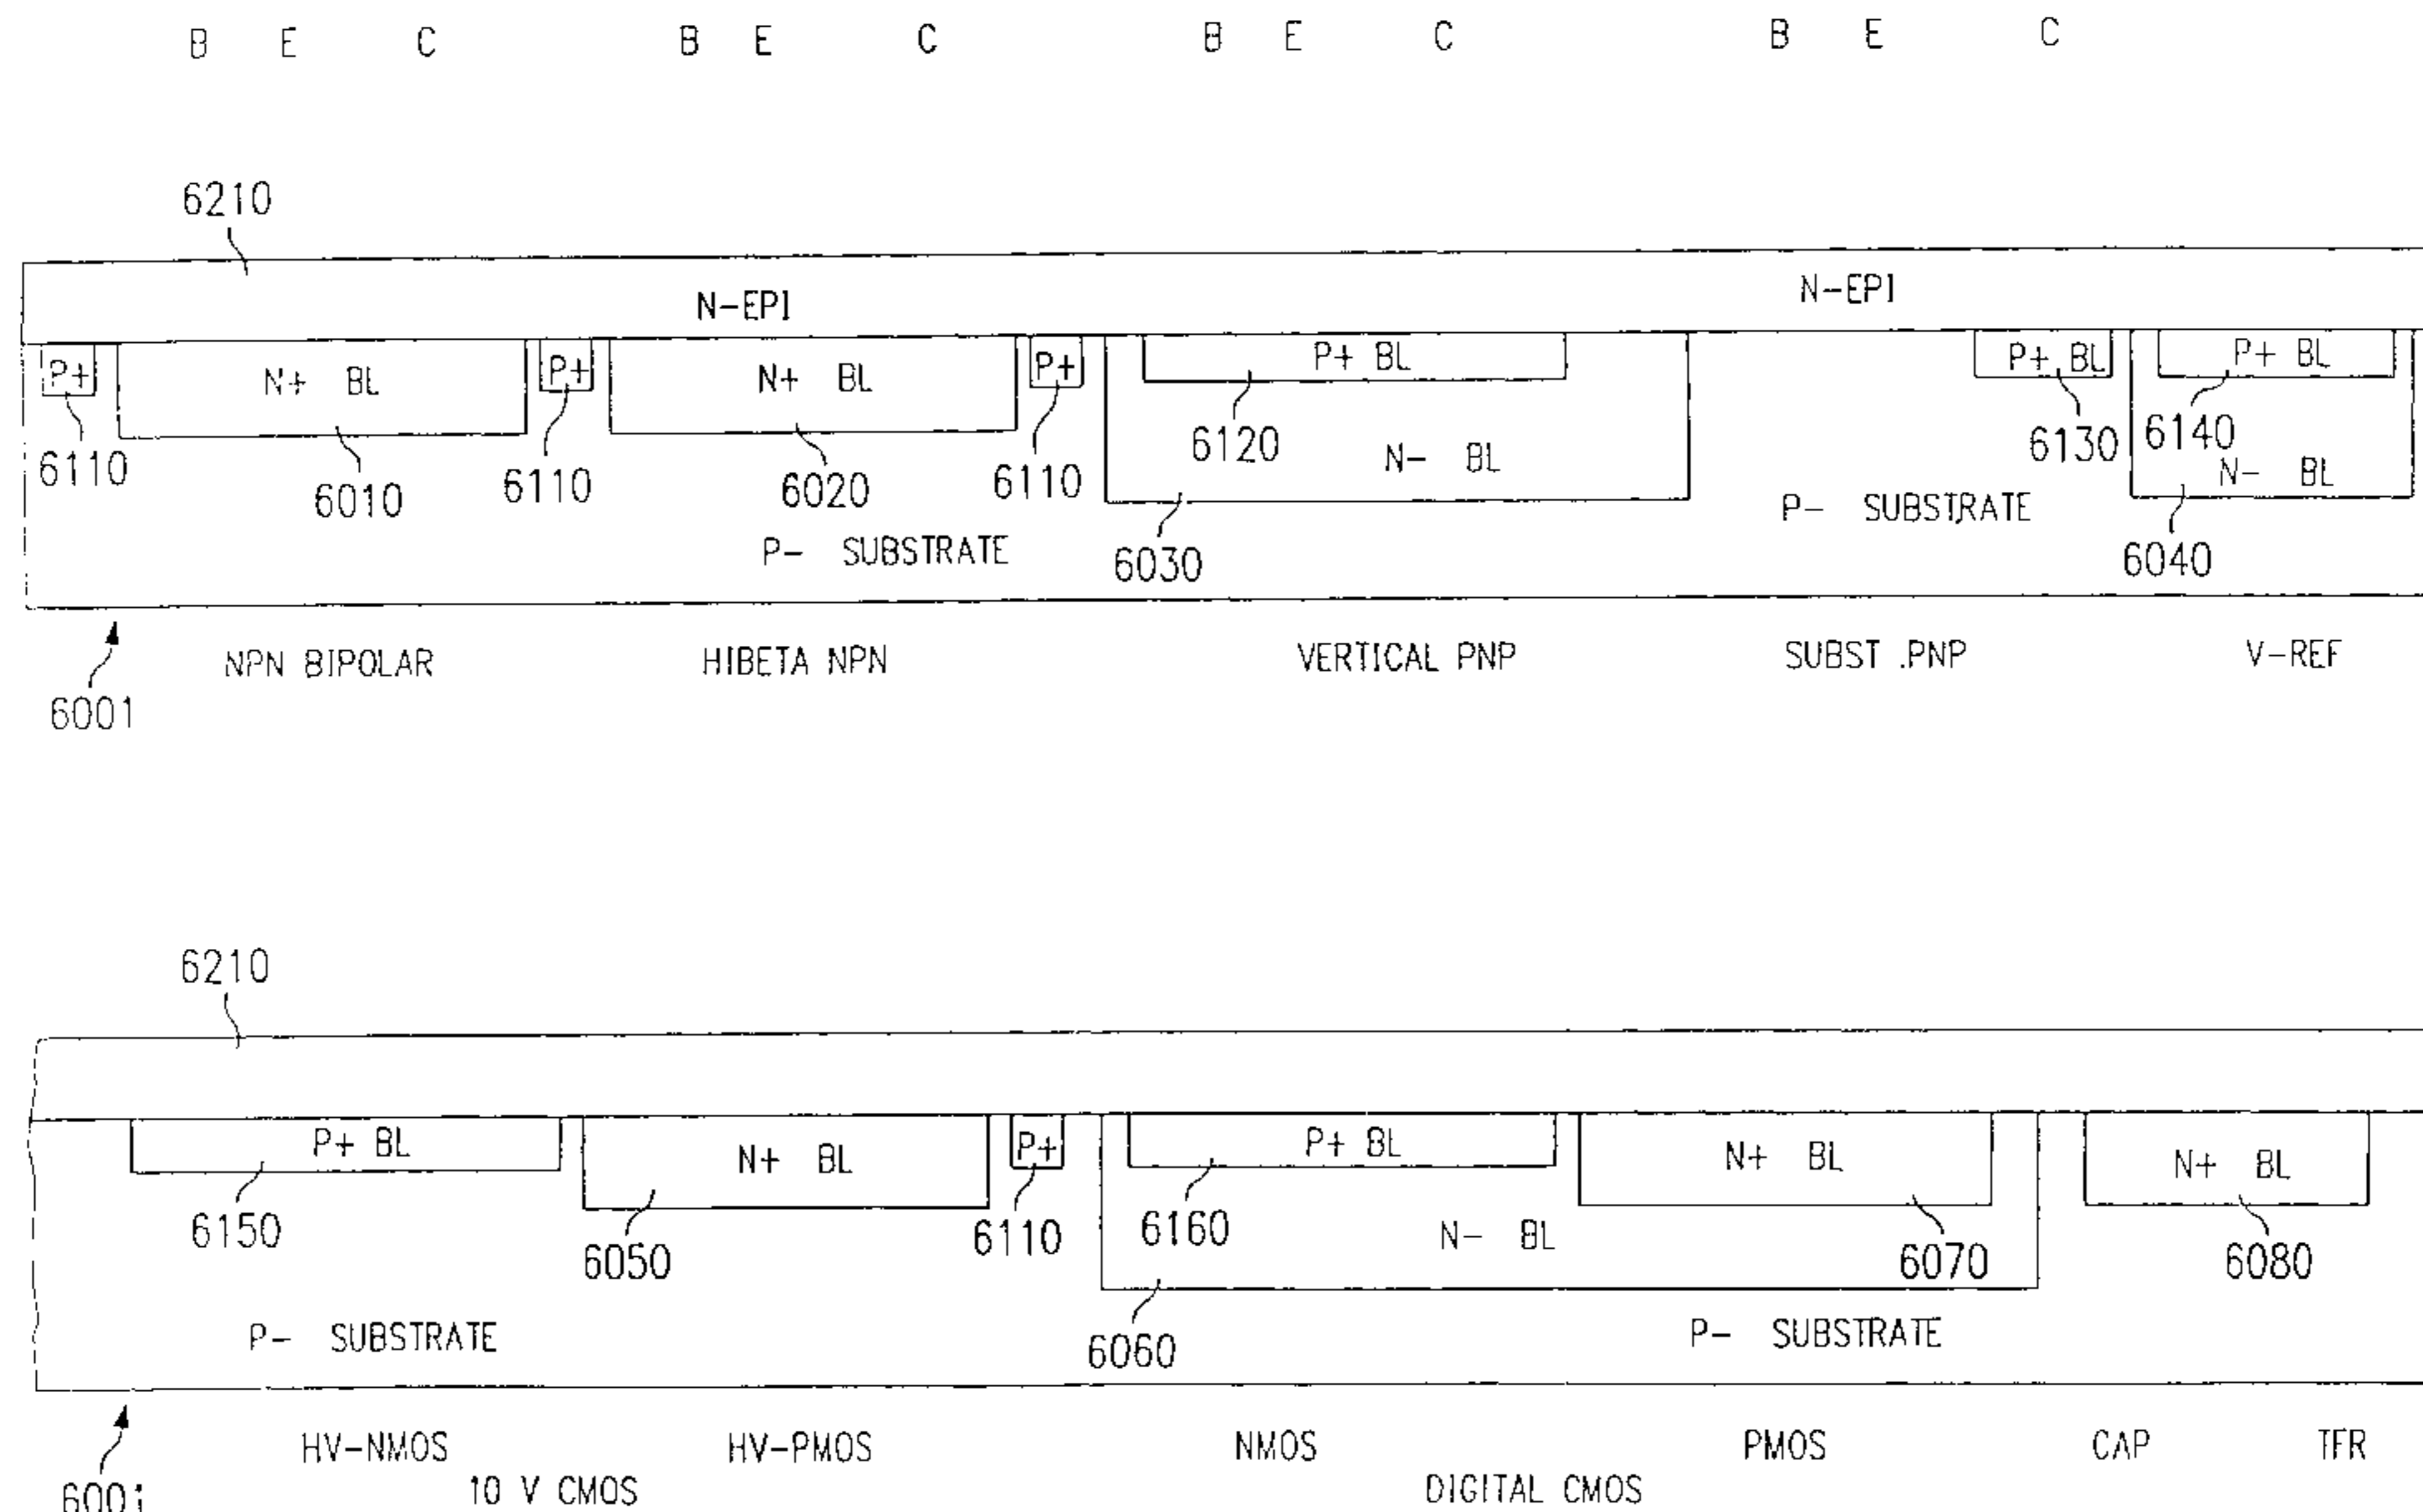 B E C B E C B E C B E C
6210
N-EPI N-EPI
P+ N+ BL P+ N+ BL P+ P+ BL P+ BL P+ BL
6110 6010 6110 6020 6110 6120 N- BL 6130 6140 N- BL
P- SUBSTRATE 6030 P- SUBSTRATE 6040
NPN BIPOLAR HIBETA NPN VERTICAL PNP SUBST .PNP V-REF
6001
6210
P+ BL N+ BL P+ P+ BL N+ BL N+ BL
6150 6050 6110 6160 N- BL 6070 6080
P- SUBSTRATE 6060 P- SUBSTRATE
HV-NMOS HV-PMOS NMOS PMOS CAP TFR
6001 10 V CMOS DIGITAL CMOS